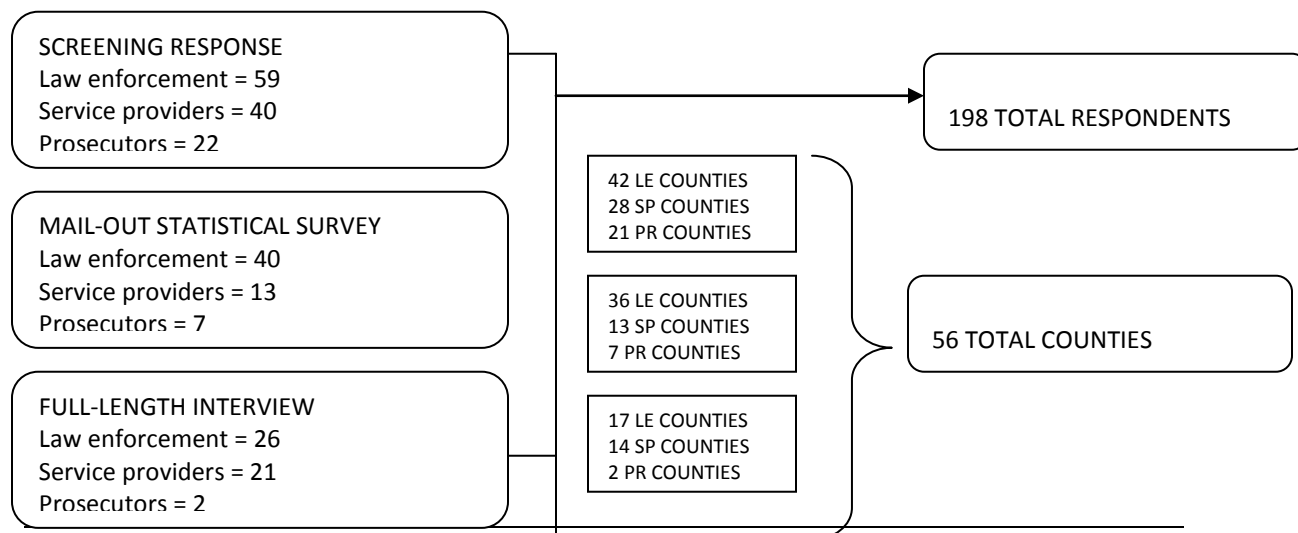 SCREENING RESPONSE
Law enforcement = 59
Service providers = 40
Prosecutors = 22
198 TOTAL RESPONDENTS
42 LE COUNTIES
28 SP COUNTIES
21 PR COUNTIES
MAIL-OUT STATISTICAL SURVEY
Law enforcement = 40
Service providers = 13
Prosecutors = 7
36 LE COUNTIES
13 SP COUNTIES
7 PR COUNTIES
56 TOTAL COUNTIES
FULL-LENGTH INTERVIEW
Law enforcement = 26
Service providers = 21
Prosecutors = 2
17 LE COUNTIES
14 SP COUNTIES
2 PR COUNTIES